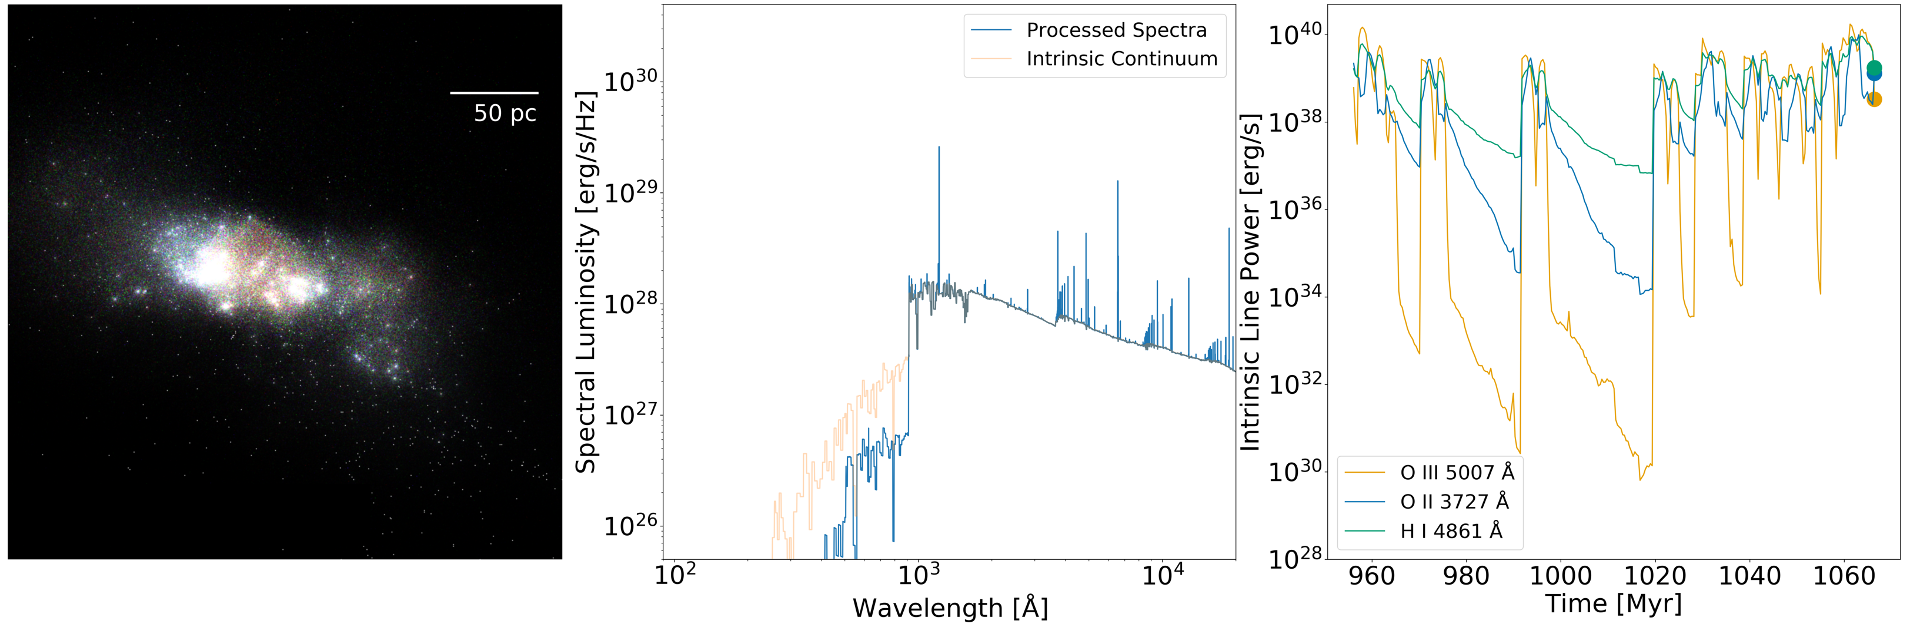 50 pc
Spectral Luminosity [erg/s/Hz]
10^30
10^29
10^28
10^27
10^26
Processed Spectra
Intrinsic Continuum
10^2 10^3 10^4
Wavelength [Å]
Intrinsic Line Power [erg/s]
10^40
10^38
10^36
10^34
10^32
10^30
10^28
O III 5007 Å
O II 3727 Å
H I 4861 Å
960 980 1000 1020 1040 1060
Time [Myr]